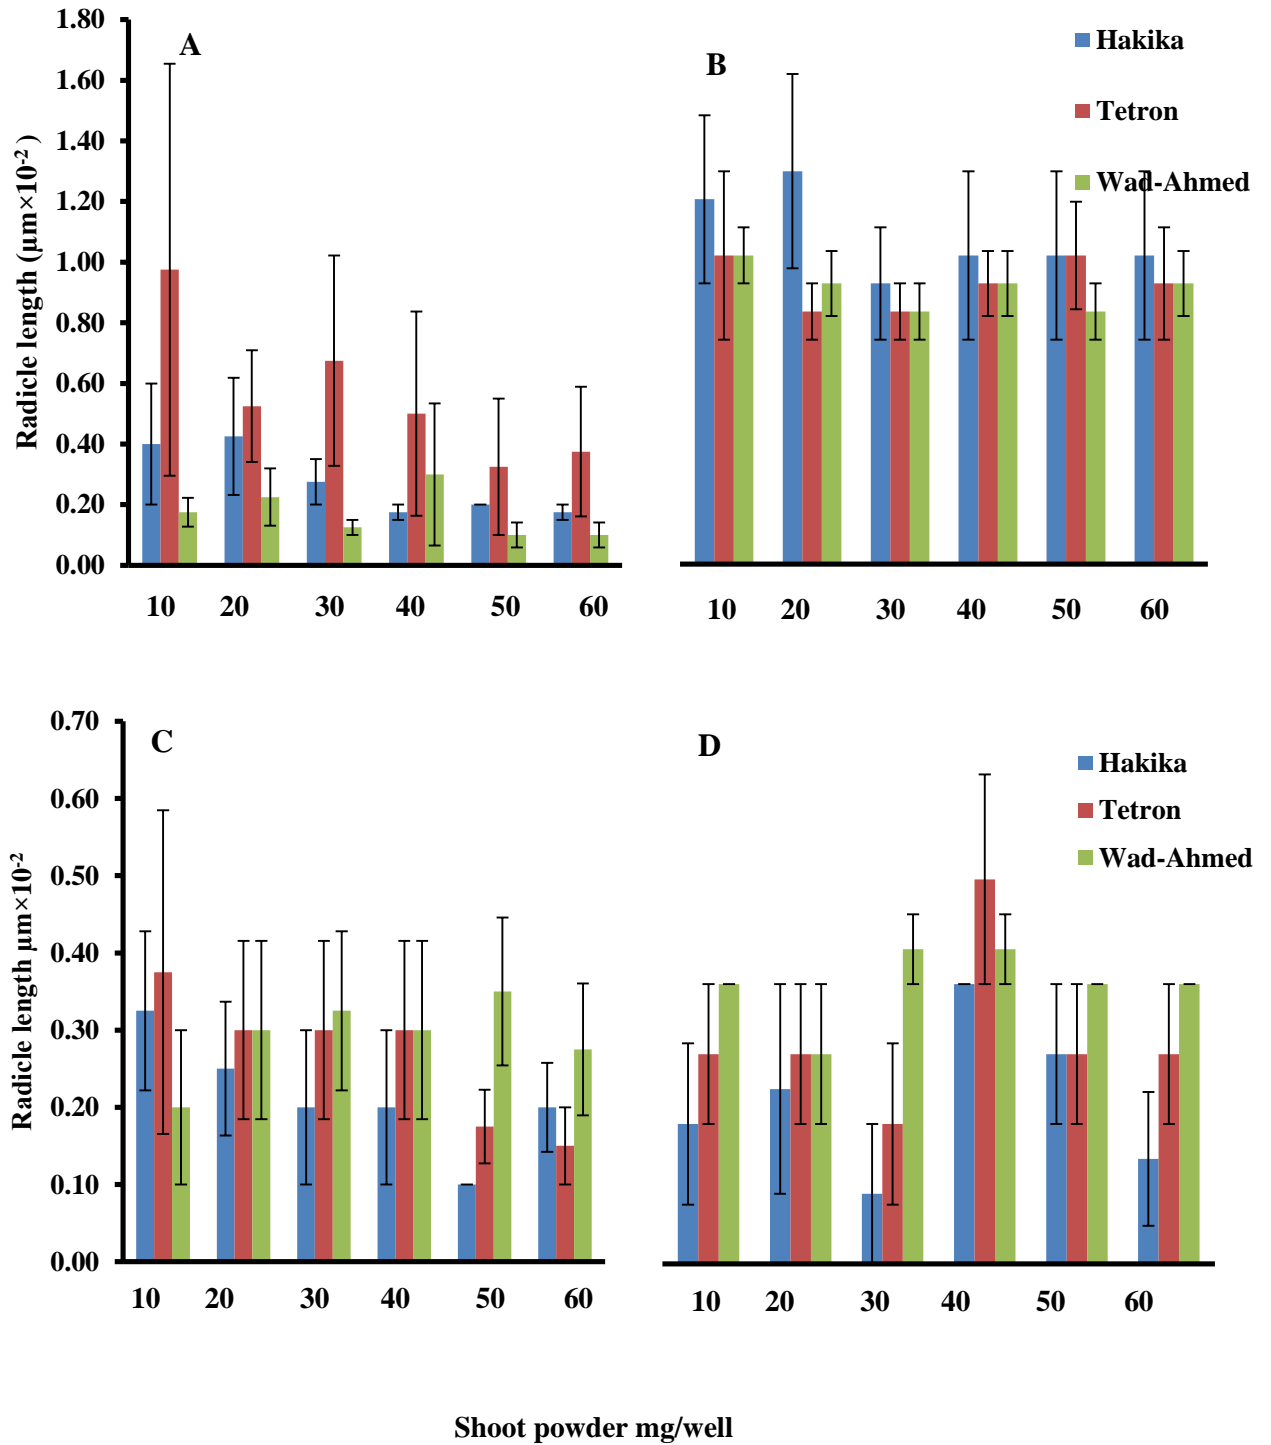 A
B
Hakika
Tetron
Wad-Ahmed
Radicle length (µm×10⁻² )
1.80
1.60
1.40
1.20
1.00
0.80
0.60
0.40
0.20
0.00
10 20 30 40 50 60
10 20 30 40 50 60
C
D
Hakika
Tetron
Wad-Ahmed
Radicle length µm×10⁻²
0.70
0.60
0.50
0.40
0.30
0.20
0.10
0.00
10 20 30 40 50 60
10 20 30 40 50 60
Shoot powder mg/well